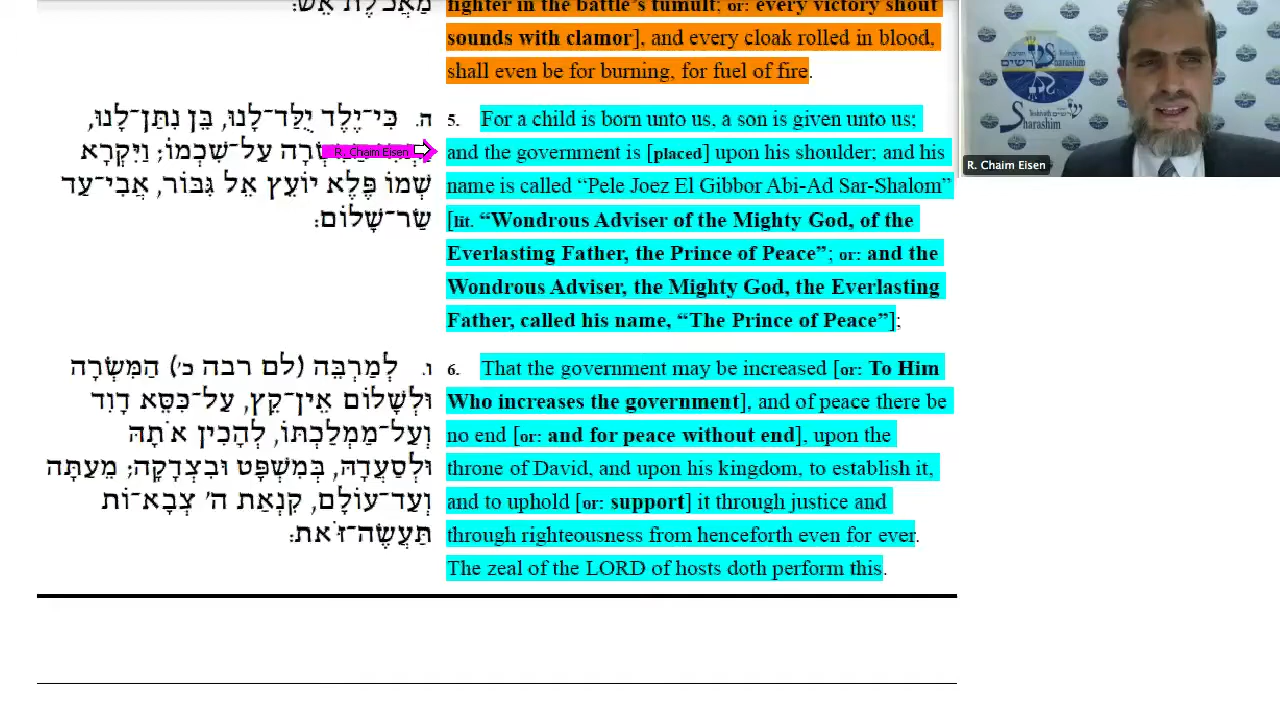 מַאֲכֹלֶת אֵשׁ:
fighter in the battle's tumult; or: every victory shout
sounds with clamor], and every cloak rolled in blood,
shall even be for burning, for fuel of fire.
ה. כִּי־יֶלֶד יֻלַּד־לָנוּ, בֵּן נִתַּן־לָנוּ,
עַל־שִׁכְמוֹ; וַיִּקְרָא
שְׁמוֹ פֶּלֶא יוֹעֵץ אֵל גִּבּוֹר, אֲבִי־עַד
שַׂר־שָׁלוֹם:
R. Chaim Eisen
5. For a child is born unto us, a son is given unto us;
and the government is [placed] upon his shoulder; and his
name is called “Pele Joez El Gibbor Abi-Ad Sar-Shalom”
[lit. “Wondrous Adviser of the Mighty God, of the
Everlasting Father, the Prince of Peace”; or: and the
Wondrous Adviser, the Mighty God, the Everlasting
Father, called his name, “The Prince of Peace”];
ו. לְמַרְבֵּה (לם רבה כ׳) הַמִּשְׂרָה
וּלְשָׁלוֹם אֵין־קֵץ, עַל־כִּסֵּא דָוִד
וְעַל־מַמְלַכְתּוֹ, לְהָכִין אֹתָהּ
וּלְסַעֲדָהּ, בְּמִשְׁפָּט וּבִצְדָקָה; מֵעַתָּה
וְעַד־עוֹלָם, קִנְאַת ה׳ צְבָא־וֹת
תַּעֲשֶׂה־זֹּאת:
6. That the government may be increased [or: To Him
Who increases the government], and of peace there be
no end [or: and for peace without end], upon the
throne of David, and upon his kingdom, to establish it,
and to uphold [or: support] it through justice and
through righteousness from henceforth even for ever.
The zeal of the LORD of hosts doth perform this.
Sharashim
R. Chaim Eisen